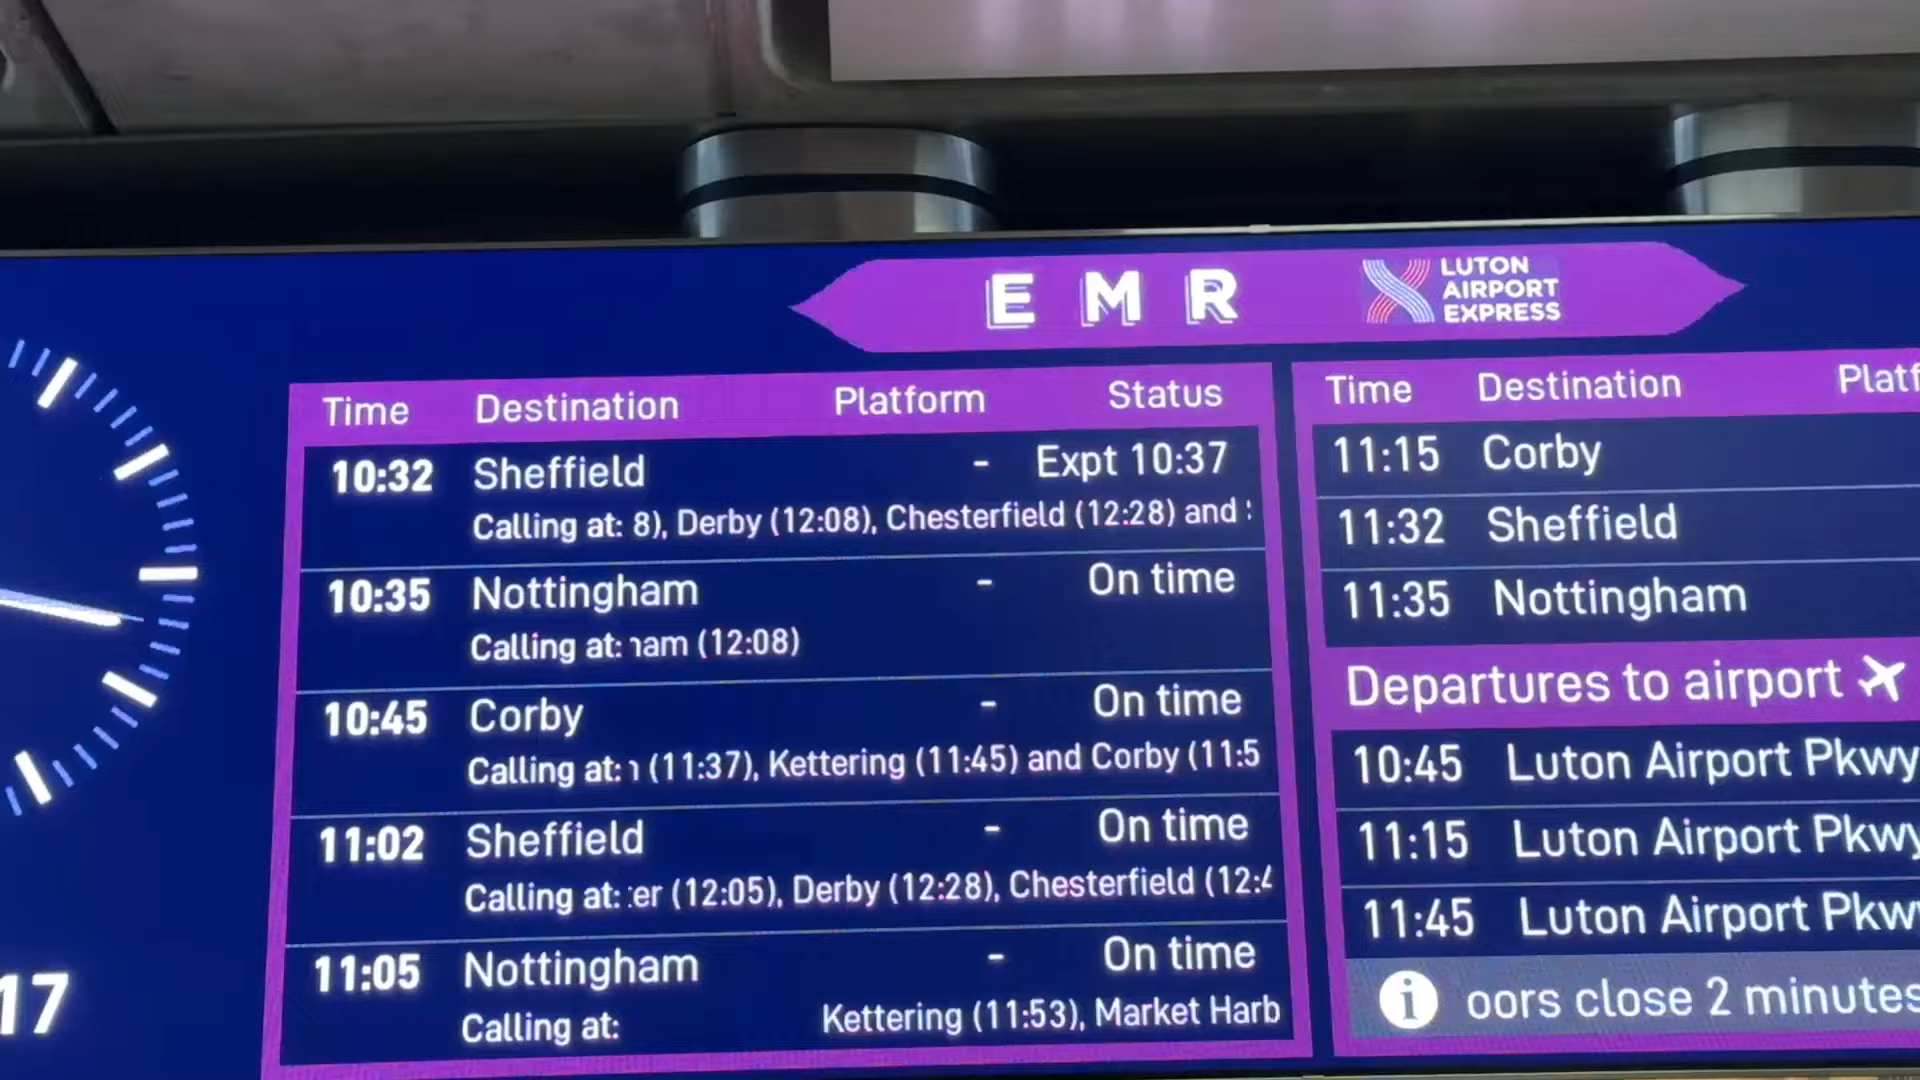 E M R
LUTON
AIRPORT
EXPRESS
Time Destination Platform Status
10:32 Sheffield - Expt 10:37
Calling at: 8), Derby (12:08), Chesterfield (12:28) and
10:35 Nottingham - On time
Calling at: ham (12:08)
10:45 Corby - On time
Calling at: (11:37), Kettering (11:45) and Corby (11:5
11:02 Sheffield - On time
Calling at: er (12:05), Derby (12:28), Chesterfield (12:4
11:05 Nottingham - On time
Calling at: Kettering (11:53), Market Harb
17
Time Destination Platf
11:15 Corby
11:32 Sheffield
11:35 Nottingham
Departures to airport
10:45 Luton Airport Pkwy
11:15 Luton Airport Pkwy
11:45 Luton Airport Pkw
i oors close 2 minutes